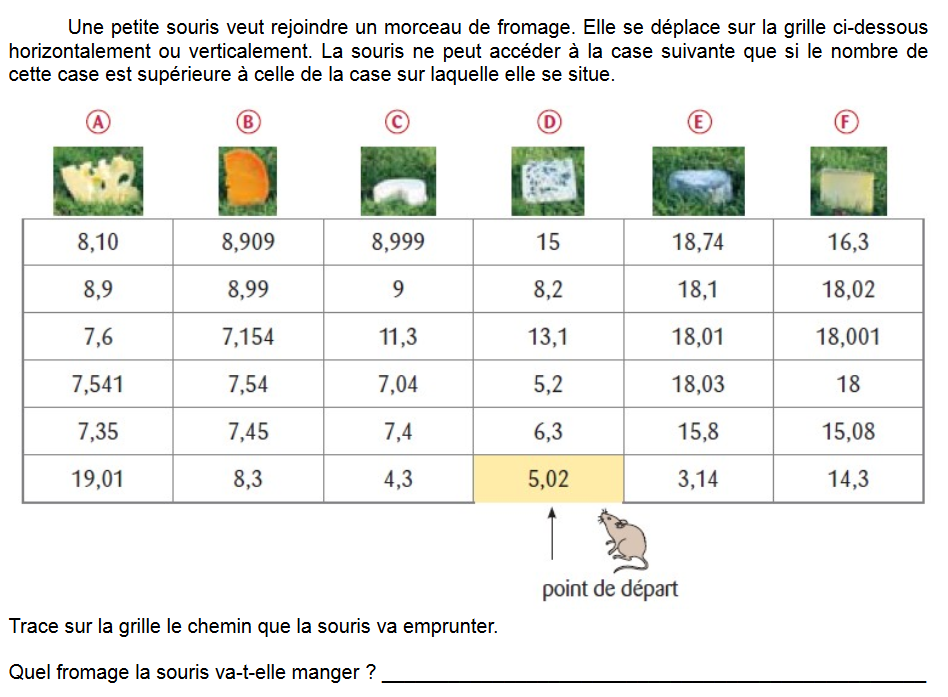 Une petite souris veut rejoindre un morceau de fromage. Elle se déplace sur la grille ci-dessous
horizontalement ou verticalement. La souris ne peut accéder à la case suivante que si le nombre de
cette case est supérieure à celle de la case sur laquelle elle se situe.
A B C D E F
8,10 8,909 8,999 15 18,74 16,3
8,9 8,99 9 8,2 18,1 18,02
7,6 7,154 11,3 13,1 18,01 18,001
7,541 7,54 7,04 5,2 18,03 18
7,35 7,45 7,4 6,3 15,8 15,08
19,01 8,3 4,3 5,02 3,14 14,3
point de départ
Trace sur la grille le chemin que la souris va emprunter.
Quel fromage la souris va-t-elle manger ?